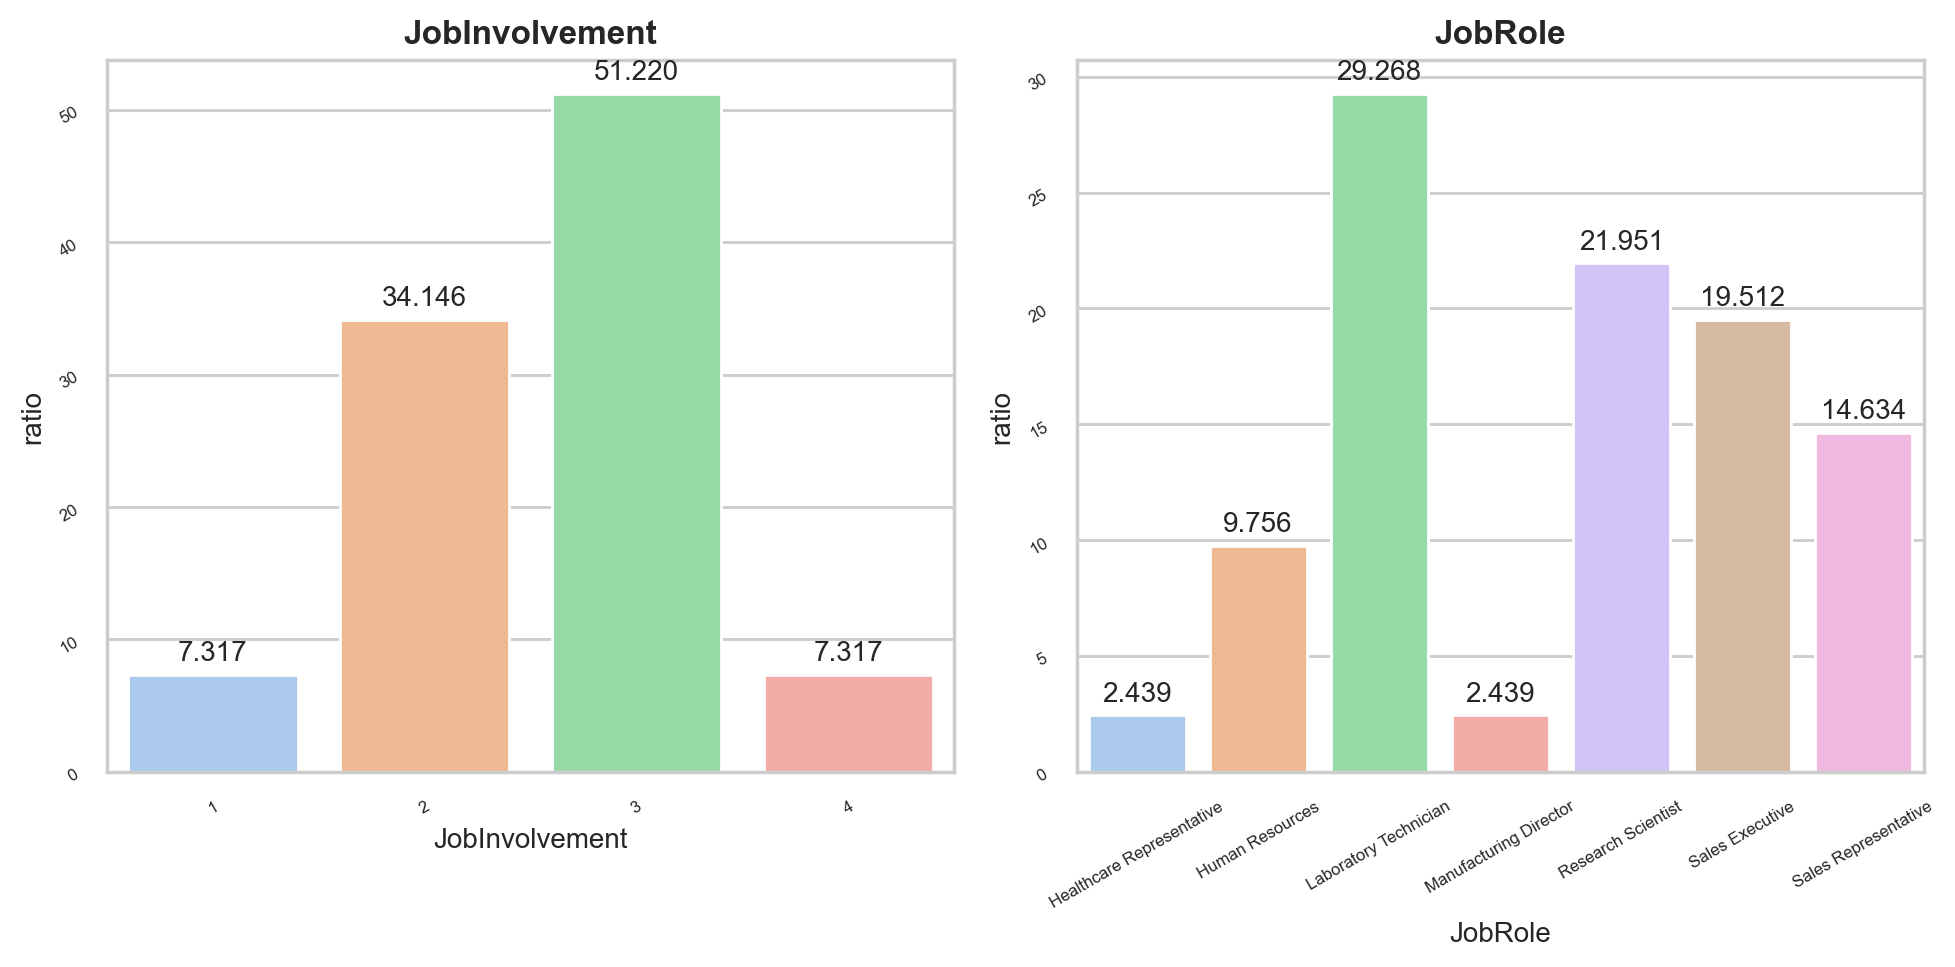 JobInvolvement
51.220
34.146
7.317
7.317
50
40
30
20
10
0
ratio
1
2
3
4
JobInvolvement
JobRole
29.268
21.951
19.512
14.634
9.756
2.439
2.439
30
25
20
15
10
5
0
ratio
Healthcare Representative
Human Resources
Laboratory Technician
Manufacturing Director
Research Scientist
Sales Executive
Sales Representative
JobRole